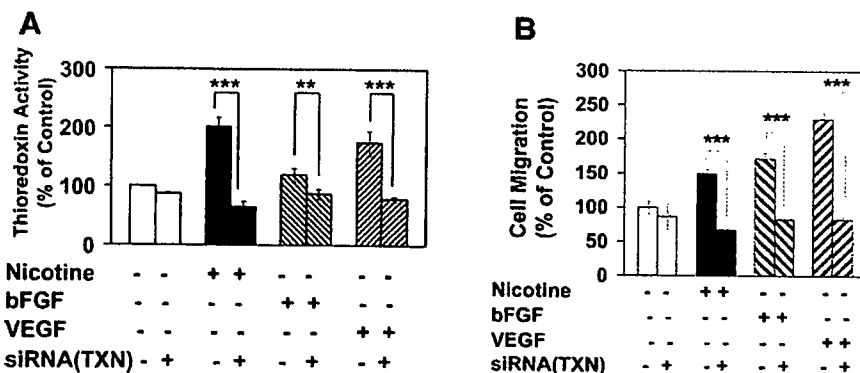 A
Thioredoxin Activity
(% of Control)
300
200
100
0
*** ** ***
Nicotine - - + + - - - -
bFGF - - - - + + - -
VEGF - - - - - - + +
siRNA(TXN) - + - + - + - +
B
Cell Migration
(% of Control)
300
250
200
150
100
50
0
*** *** ***
Nicotine - - + + - - - -
bFGF - - - - + + - -
VEGF - - - - - - + +
siRNA(TXN) - + - + - + - +